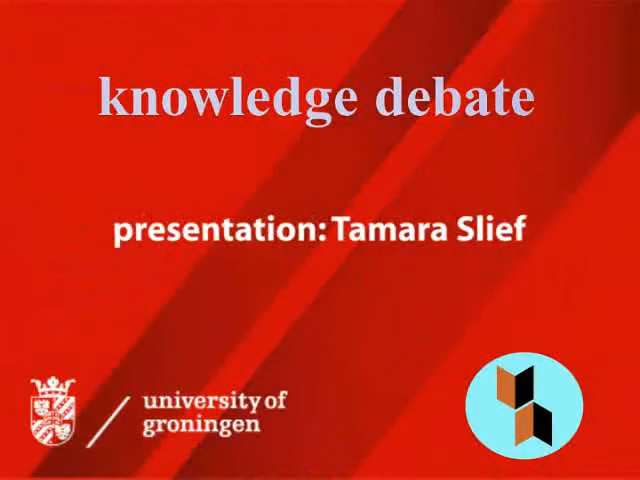 knowledge debate
presentation: Tamara Slief
university of
groningen